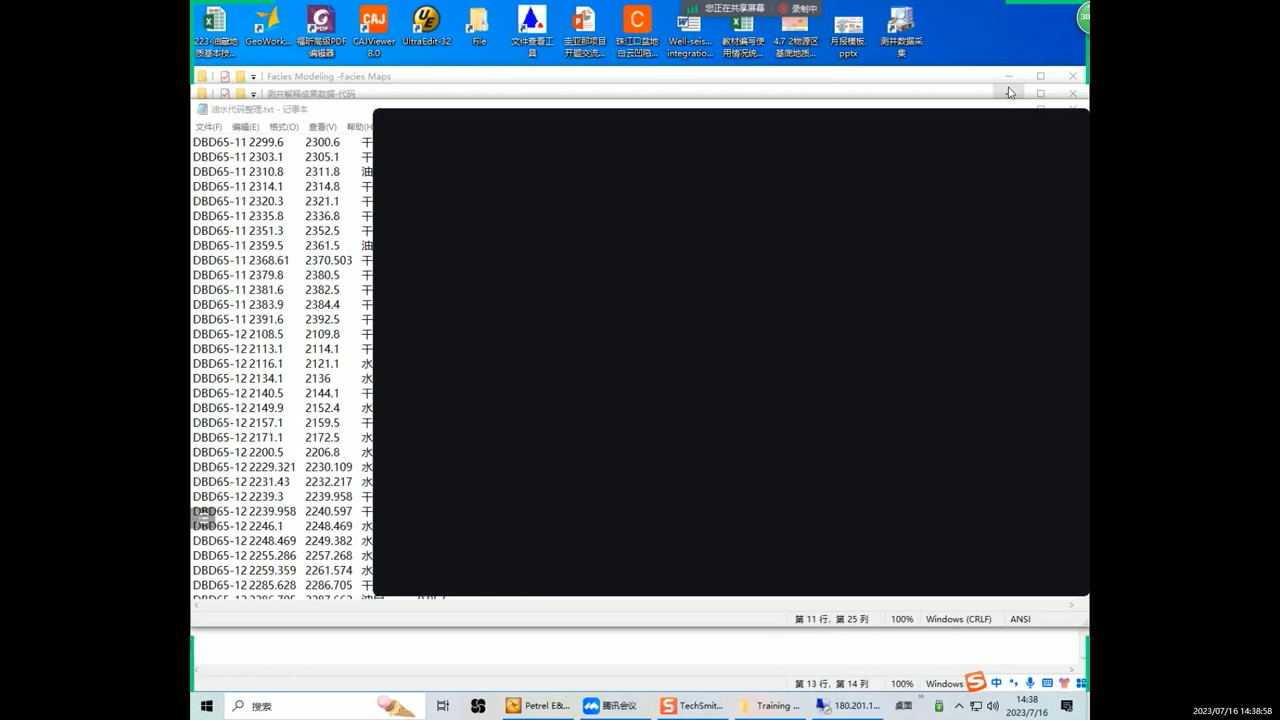 您正在共享屏幕 录制中
30
223-油藏地质基本技...
GeoWork...
福昕高级PDF编辑器
CAJViewer 8.0
UltraEdit-32
File
文件查看工具
圭亚那项目开题交流...
珠江口盆地白云凹陷...
Well-seis... integratio...
教材编写使用情况统...
4.7 2物源区基底地质...
月报模板.pptx
测井数据采集
Facies Modeling -Facies Maps
测井解释成果数据-代码
油水代码整理.txt - 记事本
文件(F) 编辑(E) 格式(O) 查看(V) 帮助(H
DBD65-11 2299.6 2300.6 干
DBD65-11 2303.1 2305.1 干
DBD65-11 2310.8 2311.8 油
DBD65-11 2314.1 2314.8 干
DBD65-11 2320.3 2321.1 干
DBD65-11 2335.8 2336.8 干
DBD65-11 2351.3 2352.5 干
DBD65-11 2359.5 2361.5 油
DBD65-11 2368.61 2370.503 干
DBD65-11 2379.8 2380.5 干
DBD65-11 2381.6 2382.5 干
DBD65-11 2383.9 2384.4 干
DBD65-11 2391.6 2392.5 干
DBD65-12 2108.5 2109.8 干
DBD65-12 2113.1 2114.1 干
DBD65-12 2116.1 2121.1 水
DBD65-12 2134.1 2136 水
DBD65-12 2140.5 2144.1 干
DBD65-12 2149.9 2152.4 水
DBD65-12 2157.1 2159.5 干
DBD65-12 2171.1 2172.5 水
DBD65-12 2200.5 2206.8 水
DBD65-12 2229.321 2230.109 水
DBD65-12 2231.43 2232.217 水
DBD65-12 2239.3 2239.958 干
DBD65-12 2239.958 2240.597 干
DBD65-12 2246.1 2248.469 水
DBD65-12 2248.469 2249.382 水
DBD65-12 2255.286 2257.268 水
DBD65-12 2259.359 2261.574 水
DBD65-12 2285.628 2286.705 干
第 11 行，第 25 列 100% Windows (CRLF) ANSI
第 13 行，第 14 列 100% Windows 中
搜索 Petrel E&... 腾讯会议 TechSmit... Training ... 180.201.1... 桌面 14:38
2023/7/16
2023/07/16 14:38:58